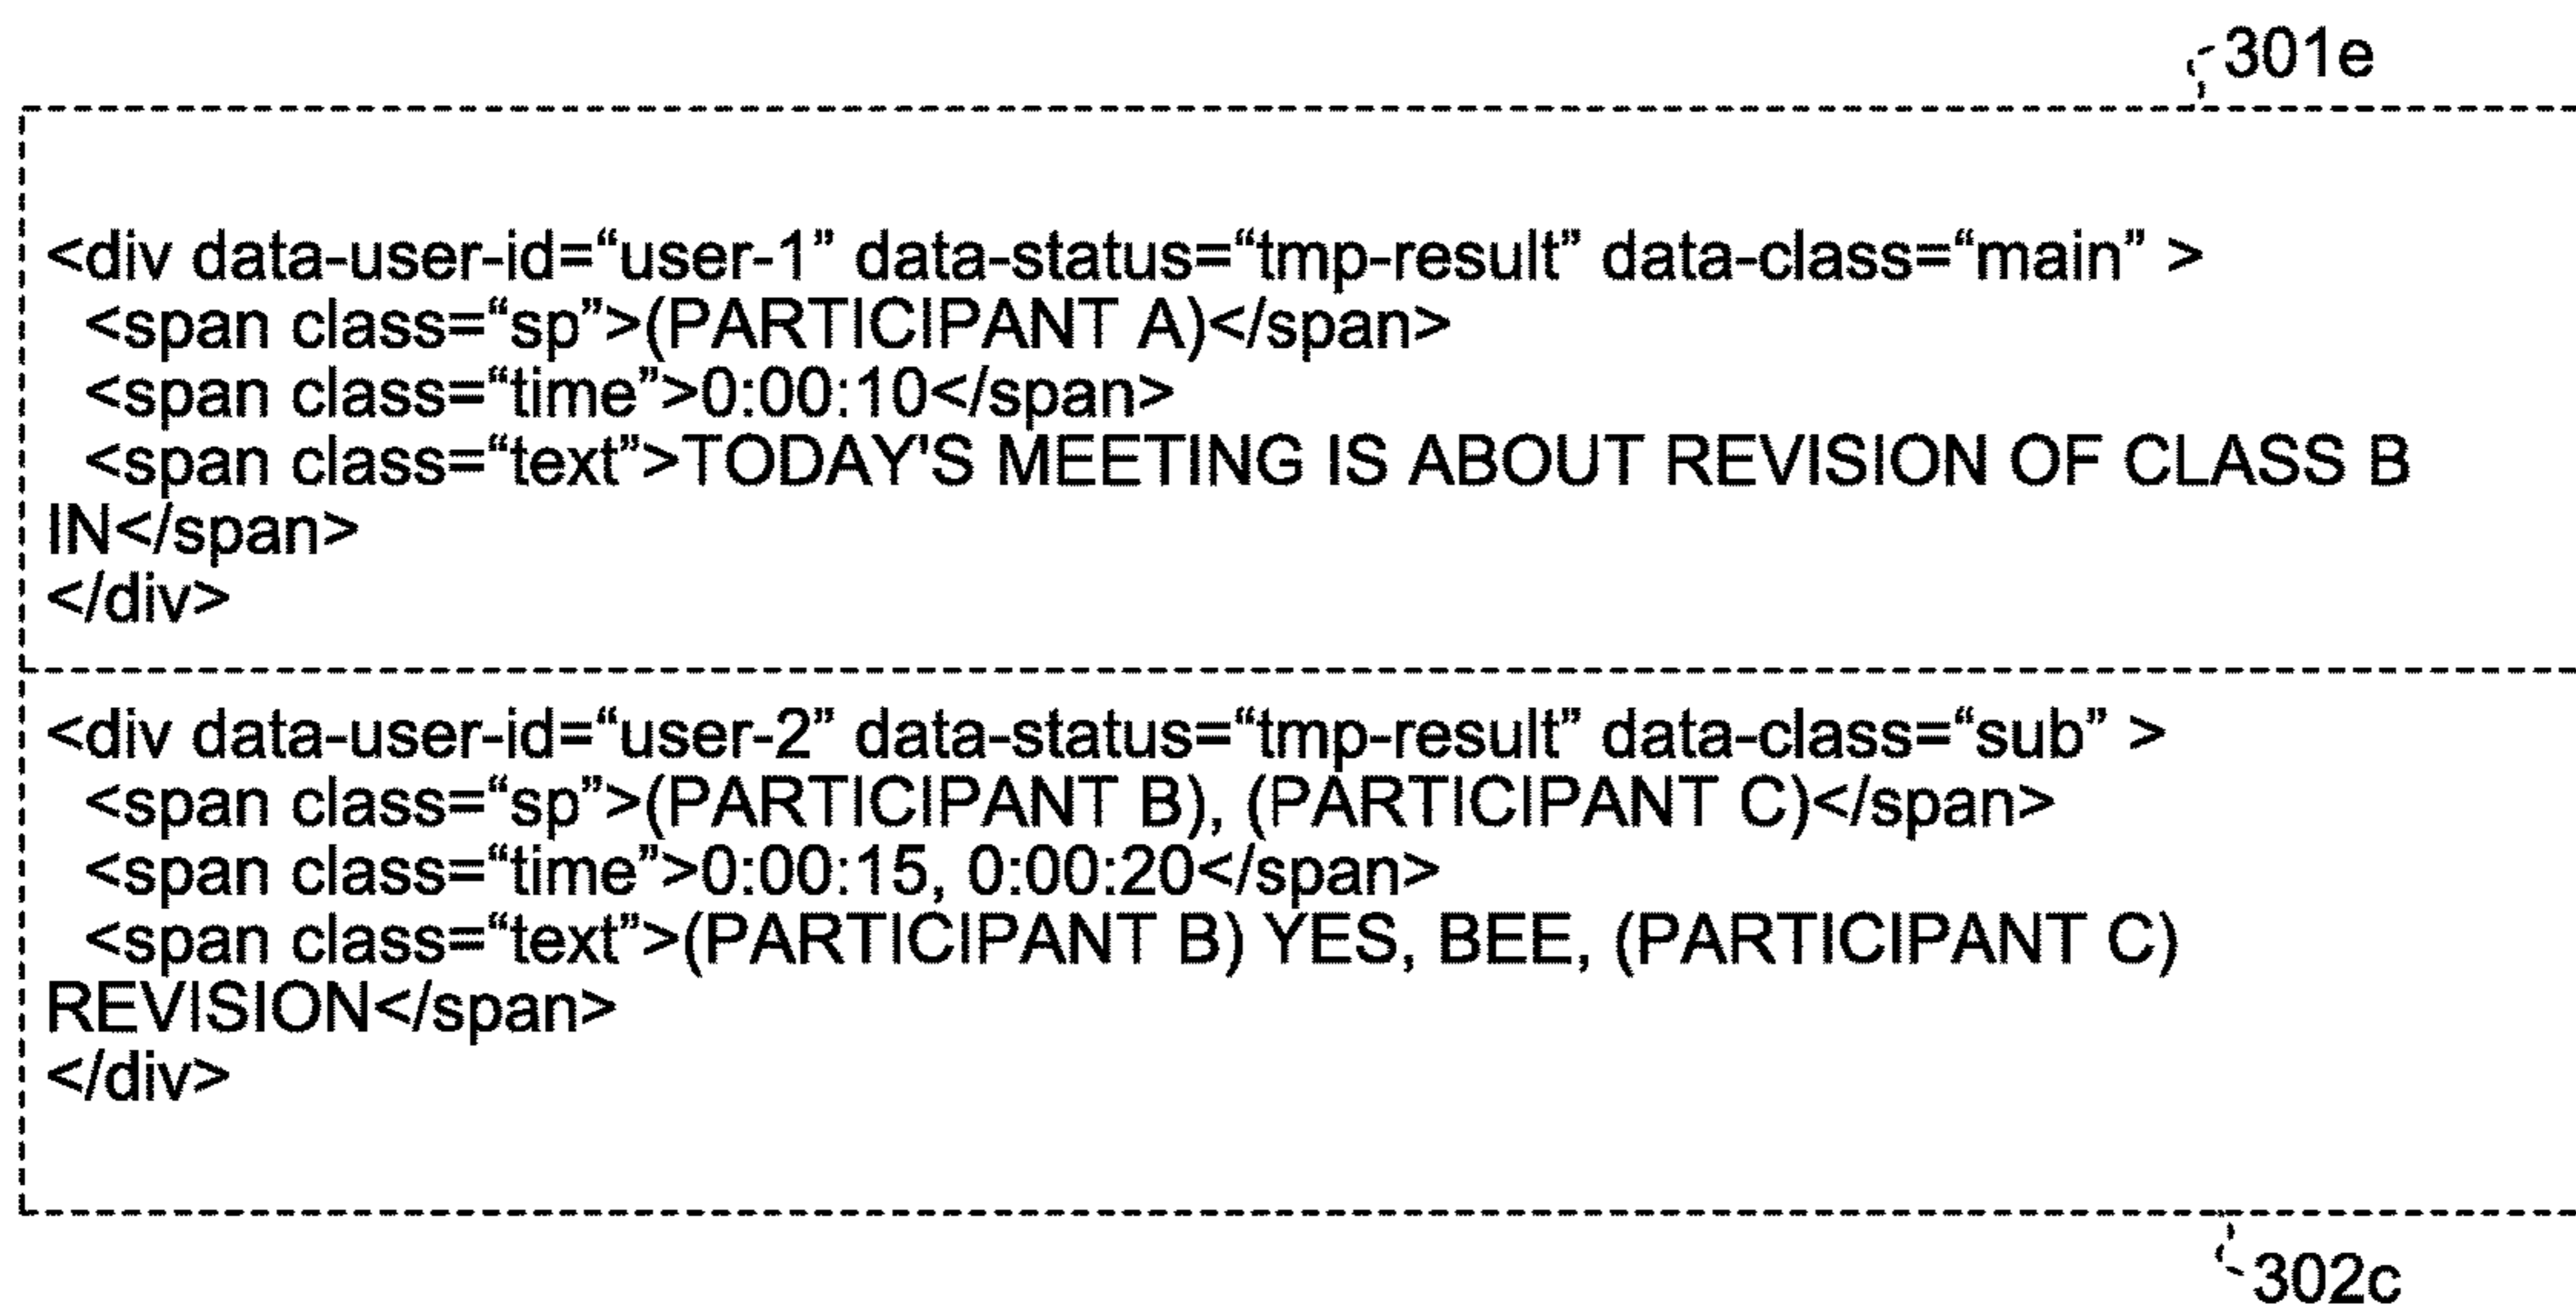 301e
<div data-user-id=“user-1” data-status=“tmp-result” data-class=“main” >
<span class=“sp”>(PARTICIPANT A)</span>
<span class=“time”>0:00:10</span>
<span class=“text”>TODAY'S MEETING IS ABOUT REVISION OF CLASS B
IN</span>
</div>
<div data-user-id=“user-2” data-status=“tmp-result” data-class=“sub” >
<span class=“sp”>(PARTICIPANT B), (PARTICIPANT C)</span>
<span class=“time”>0:00:15, 0:00:20</span>
<span class=“text”>(PARTICIPANT B) YES, BEE, (PARTICIPANT C)
REVISION</span>
</div>
302c